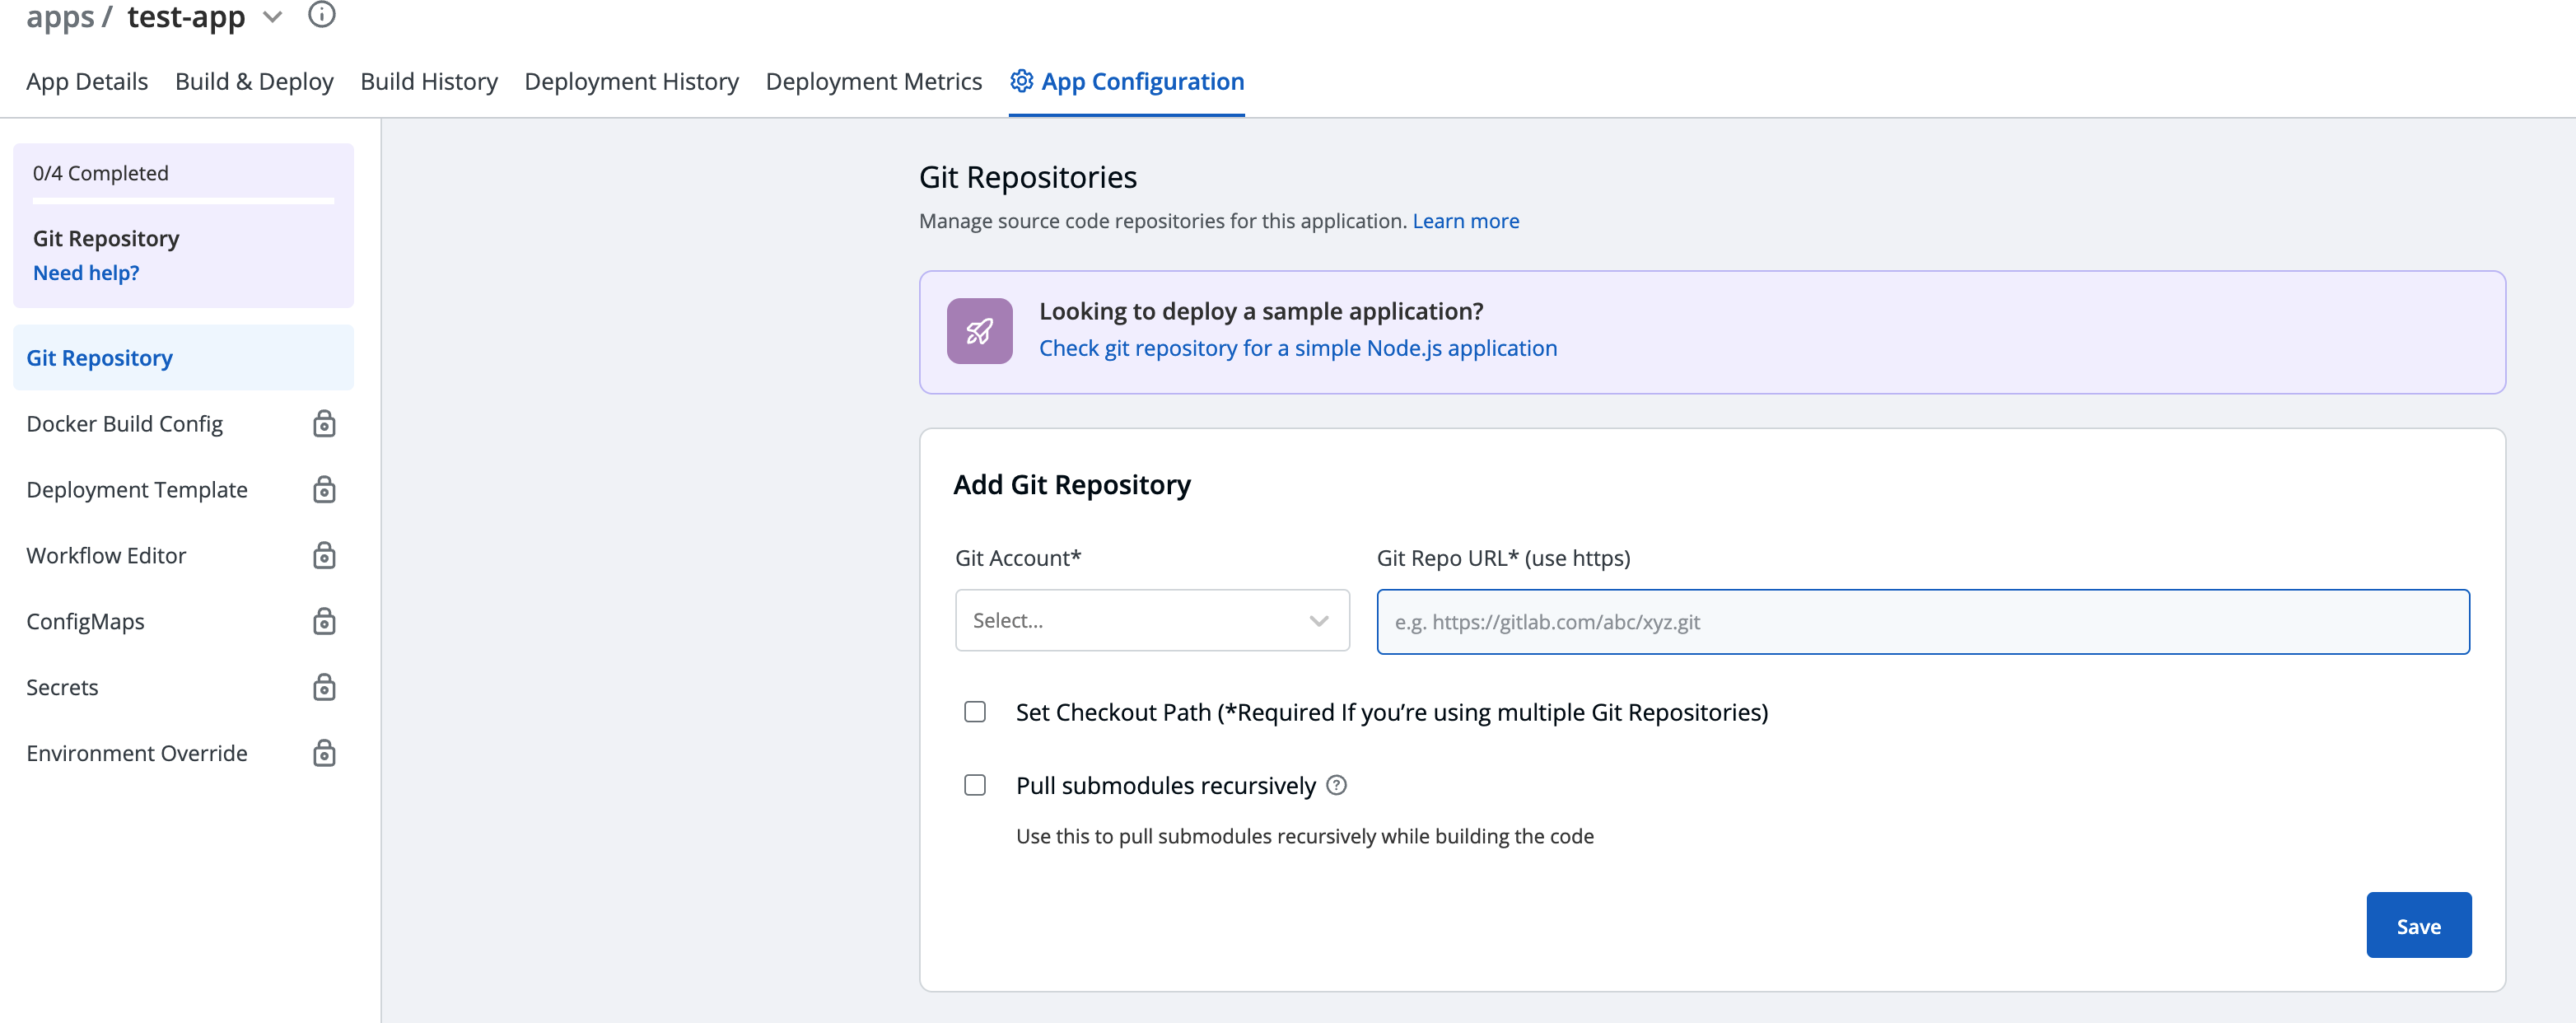 apps / test-app
App Details Build & Deploy Build History Deployment History Deployment Metrics App Configuration
0/4 Completed
Git Repository
Need help?
Git Repository
Docker Build Config
Deployment Template
Workflow Editor
ConfigMaps
Secrets
Environment Override
Git Repositories
Manage source code repositories for this application. Learn more
Looking to deploy a sample application?
Check git repository for a simple Node.js application
Add Git Repository
Git Account* Git Repo URL* (use https)
Select... e.g. https://gitlab.com/abc/xyz.git
Set Checkout Path (*Required If you’re using multiple Git Repositories)
Pull submodules recursively
Use this to pull submodules recursively while building the code
Save